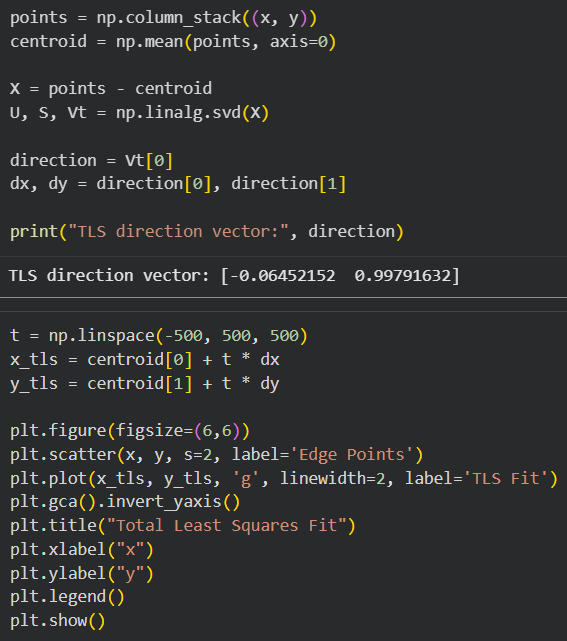 points = np.column_stack((x, y))
centroid = np.mean(points, axis=0)
X = points - centroid
U, S, Vt = np.linalg.svd(X)
direction = Vt[0]
dx, dy = direction[0], direction[1]
print("TLS direction vector:", direction)
TLS direction vector: [-0.06452152  0.99791632]
t = np.linspace(-500, 500, 500)
x_tls = centroid[0] + t * dx
y_tls = centroid[1] + t * dy
plt.figure(figsize=(6,6))
plt.scatter(x, y, s=2, label='Edge Points')
plt.plot(x_tls, y_tls, 'g', linewidth=2, label='TLS Fit')
plt.gca().invert_yaxis()
plt.title("Total Least Squares Fit")
plt.xlabel("x")
plt.ylabel("y")
plt.legend()
plt.show()